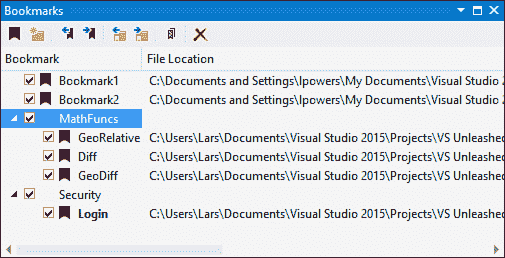 Bookmarks
Bookmark File Location
Bookmark1 C:\Documents and Settings\lpowers\My Documents\Visual Studio 2
Bookmark2 C:\Documents and Settings\lpowers\My Documents\Visual Studio 2
MathFuncs
GeoRelative C:\Users\Lars\Documents\Visual Studio 2015\Projects\VS Unleashed
Diff C:\Users\Lars\Documents\Visual Studio 2015\Projects\VS Unleashed
GeoDiff C:\Users\Lars\Documents\Visual Studio 2015\Projects\VS Unleashed
Security
Login C:\Users\Lars\Documents\Visual Studio 2015\Projects\VS Unleashed